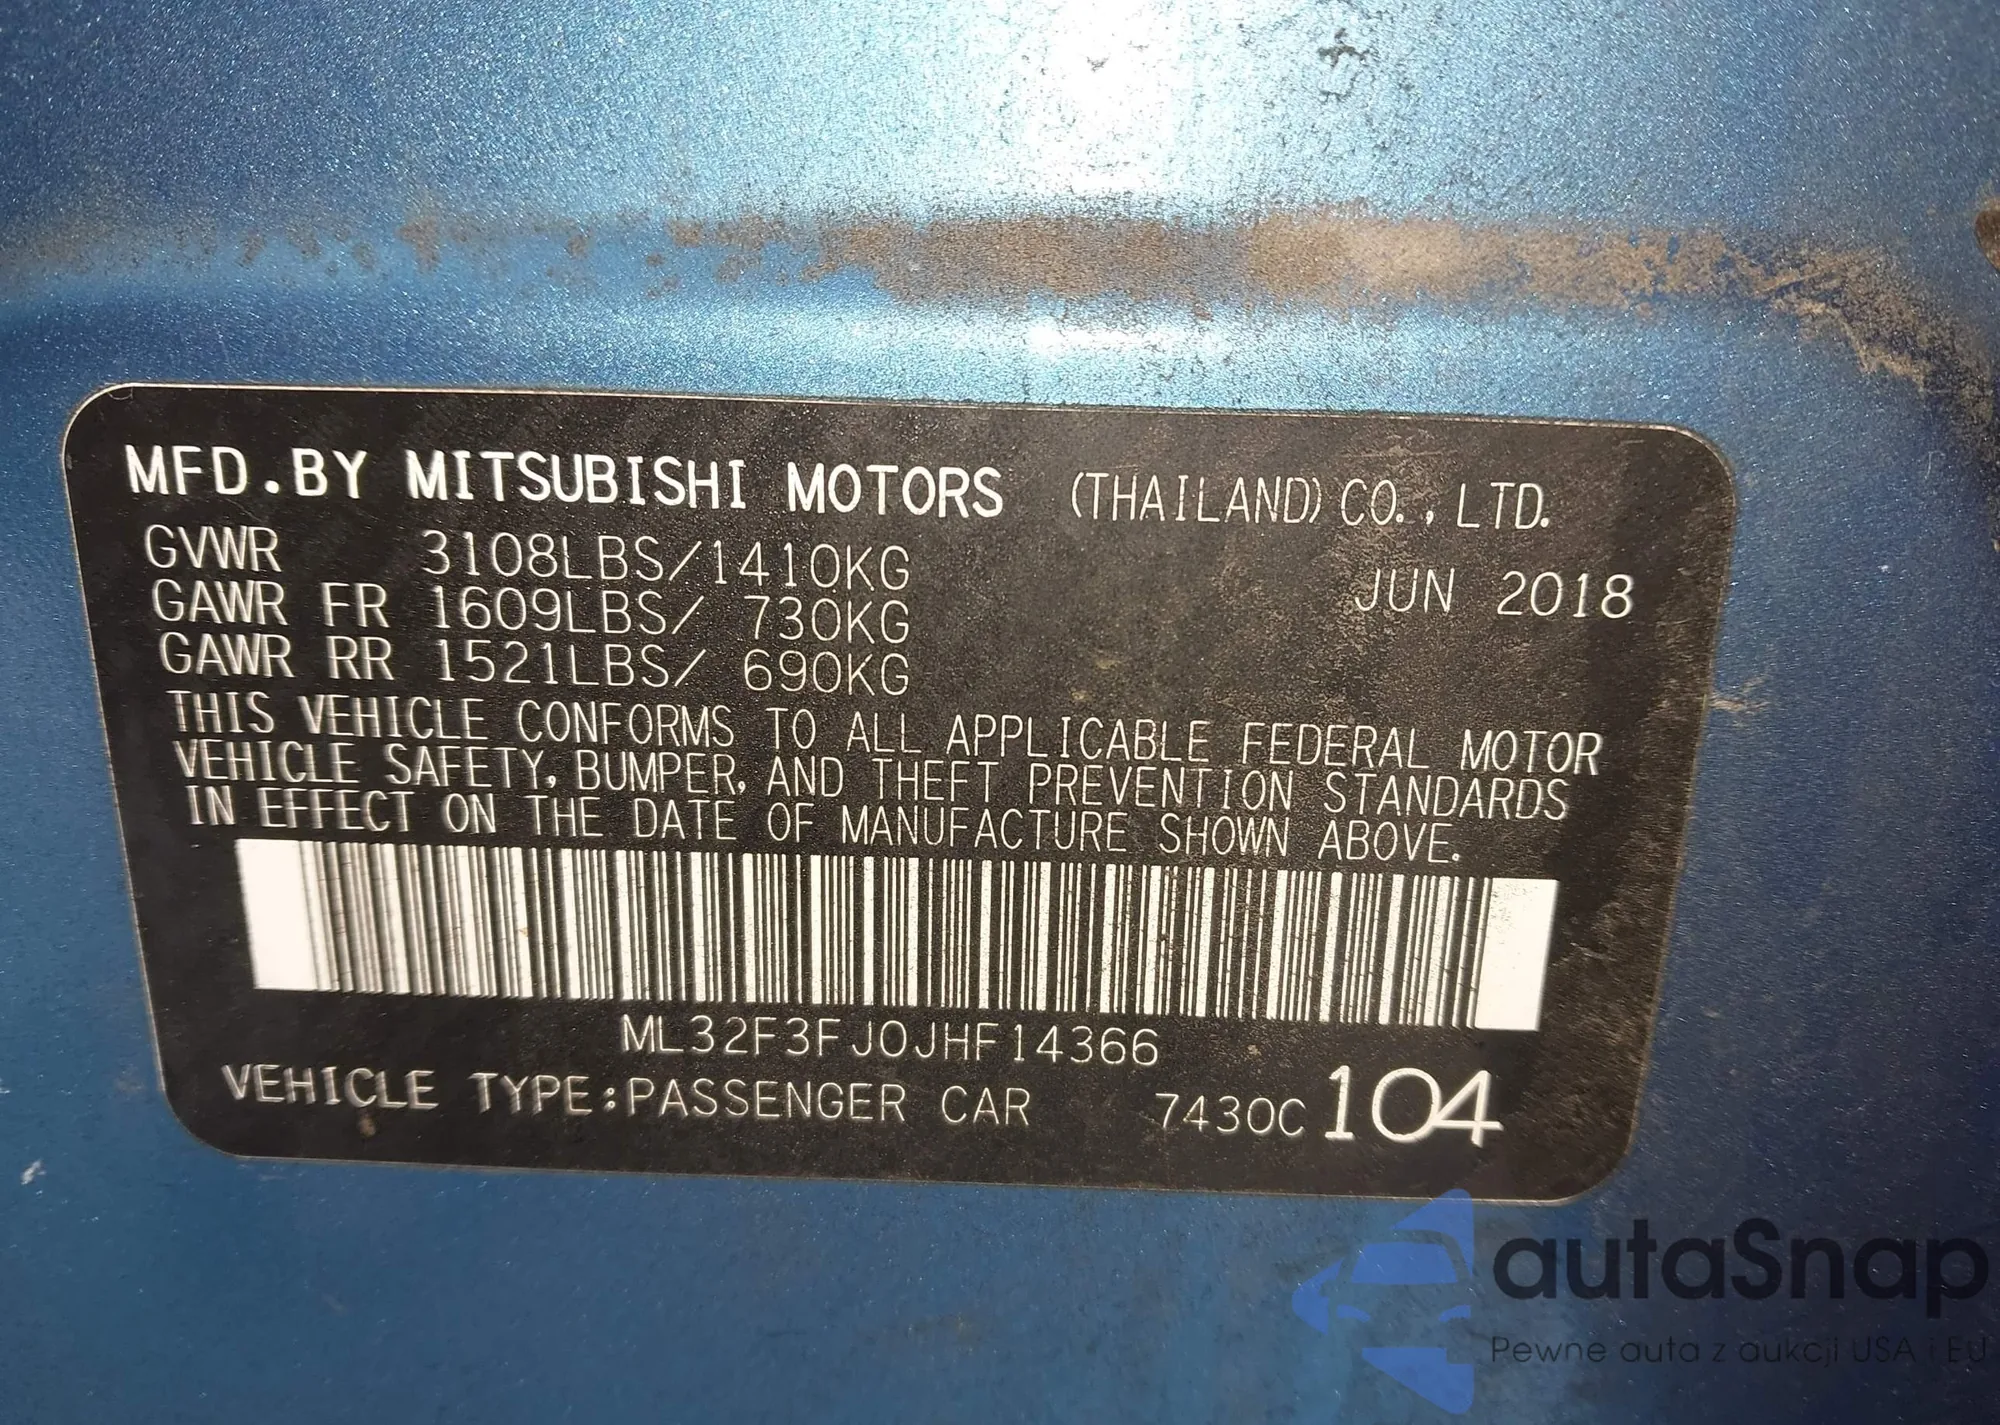 MFD.BY MITSUBISHI MOTORS (THAILAND) CO., LTD.
GVWR 3108LBS/1410KG JUN 2018
GAWR FR 1609LBS/ 730KG
GAWR RR 1521LBS/ 690KG
THIS VEHICLE CONFORMS TO ALL APPLICABLE FEDERAL MOTOR
VEHICLE SAFETY, BUMPER, AND THEFT PREVENTION STANDARDS
IN EFFECT ON THE DATE OF MANUFACTURE SHOWN ABOVE.
ML32F3FJ0JHF14366
VEHICLE TYPE:PASSENGER CAR 7430C 104
autaSnap
Pewne auta z aukcji USA i EU